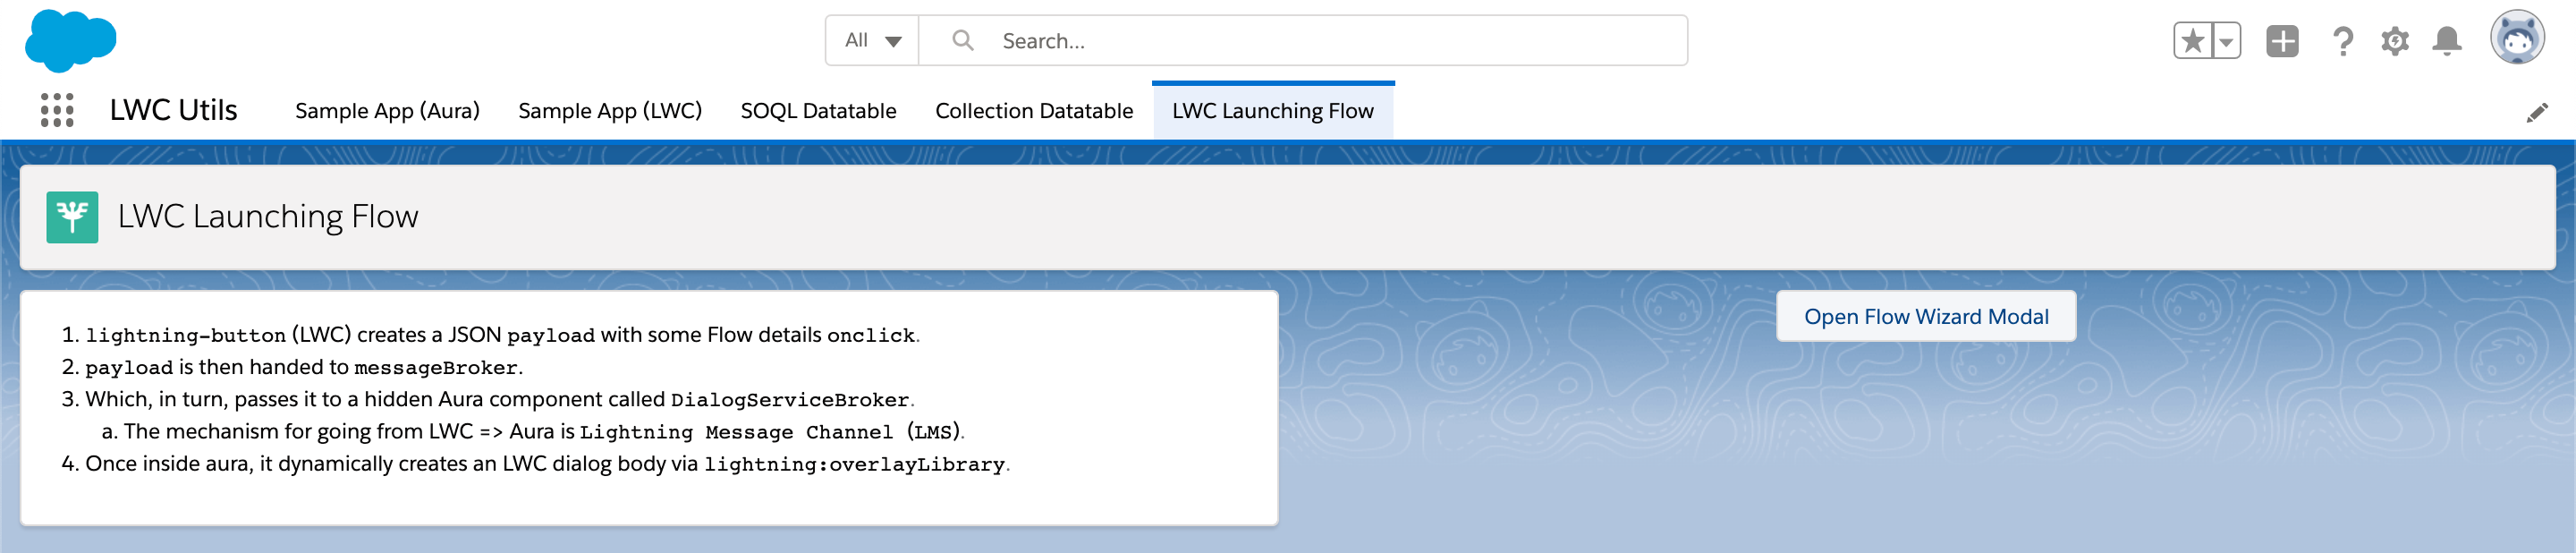 All Search...
LWC Utils Sample App (Aura) Sample App (LWC) SOQL Datatable Collection Datatable LWC Launching Flow
LWC Launching Flow
1. lightning-button (LWC) creates a JSON payload with some Flow details onclick.
Open Flow Wizard Modal
2. payload is then handed to messageBroker.
3. Which, in turn, passes it to a hidden Aura component called DialogServiceBroker.
a. The mechanism for going from LWC => Aura is Lightning Message Channel (LMS).
4. Once inside aura, it dynamically creates an LWC dialog body via lightning:overlayLibrary.